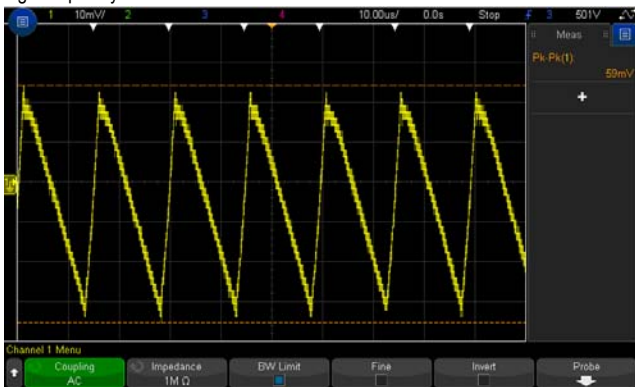 1 10mV/ 2 3 4 10.00us/ 0.0s Stop 3 501V
Meas
Pk-Pk(1):
59mV
+
Channel 1 Menu
Coupling
AC
Impedance
1M Ω
BW Limit
Fine
Invert
Probe